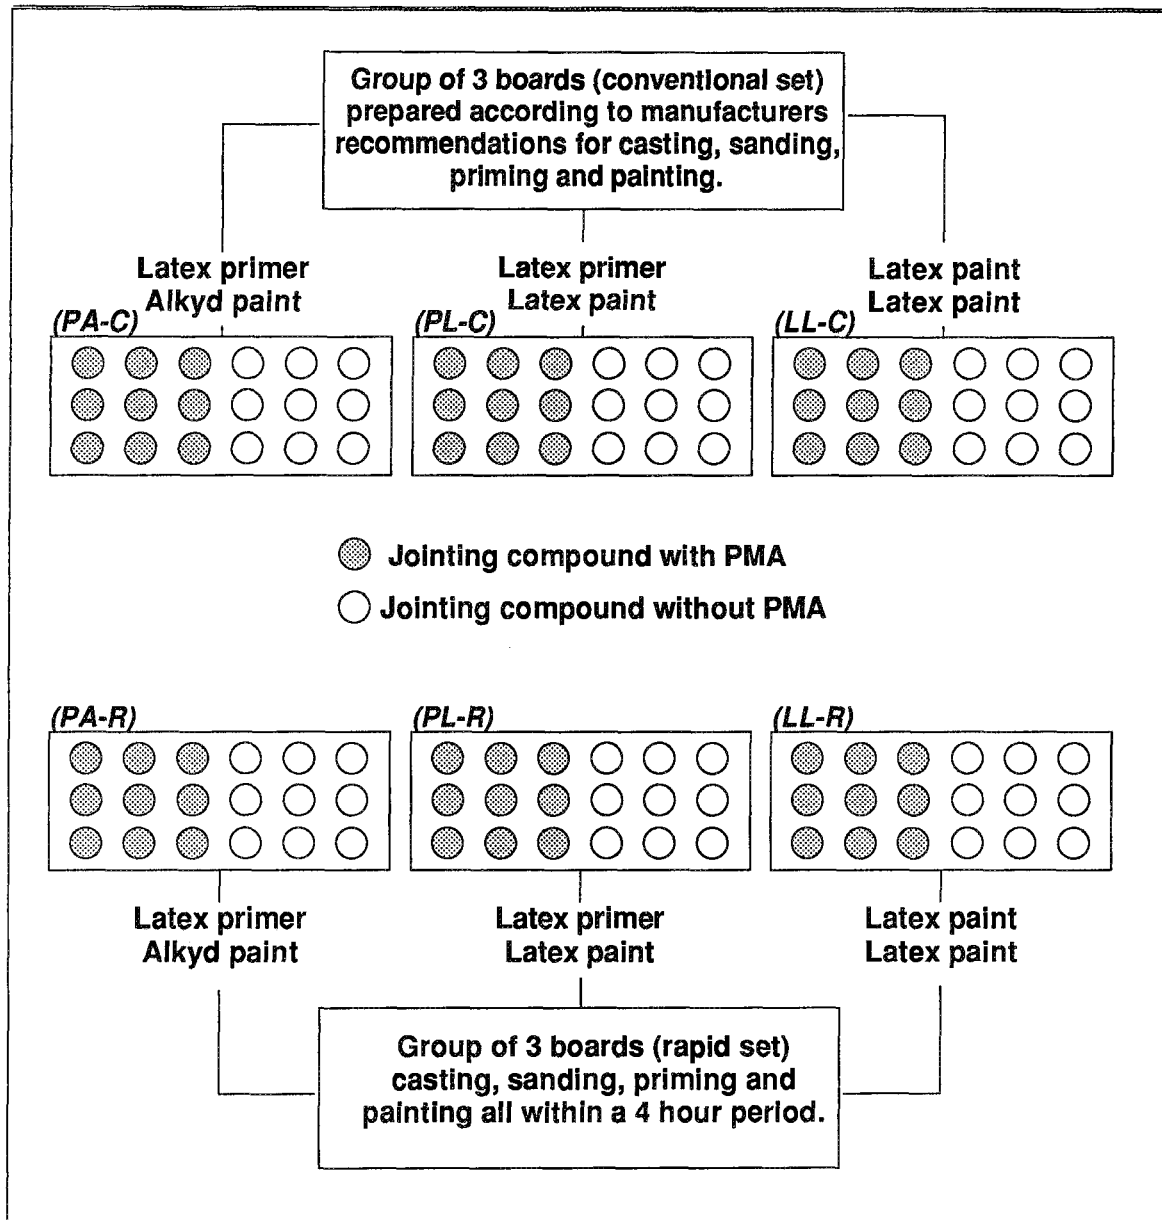 Group of 3 boards (conventional set)
prepared according to manufacturers
recommendations for casting, sanding,
priming and painting.
Latex primer
Alkyd paint
Latex primer
Latex paint
Latex paint
Latex paint
(PA-C)
(PL-C)
(LL-C)
Jointing compound with PMA
Jointing compound without PMA
(PA-R)
(PL-R)
(LL-R)
Latex primer
Alkyd paint
Latex primer
Latex paint
Latex paint
Latex paint
Group of 3 boards (rapid set)
casting, sanding, priming and
painting all within a 4 hour period.